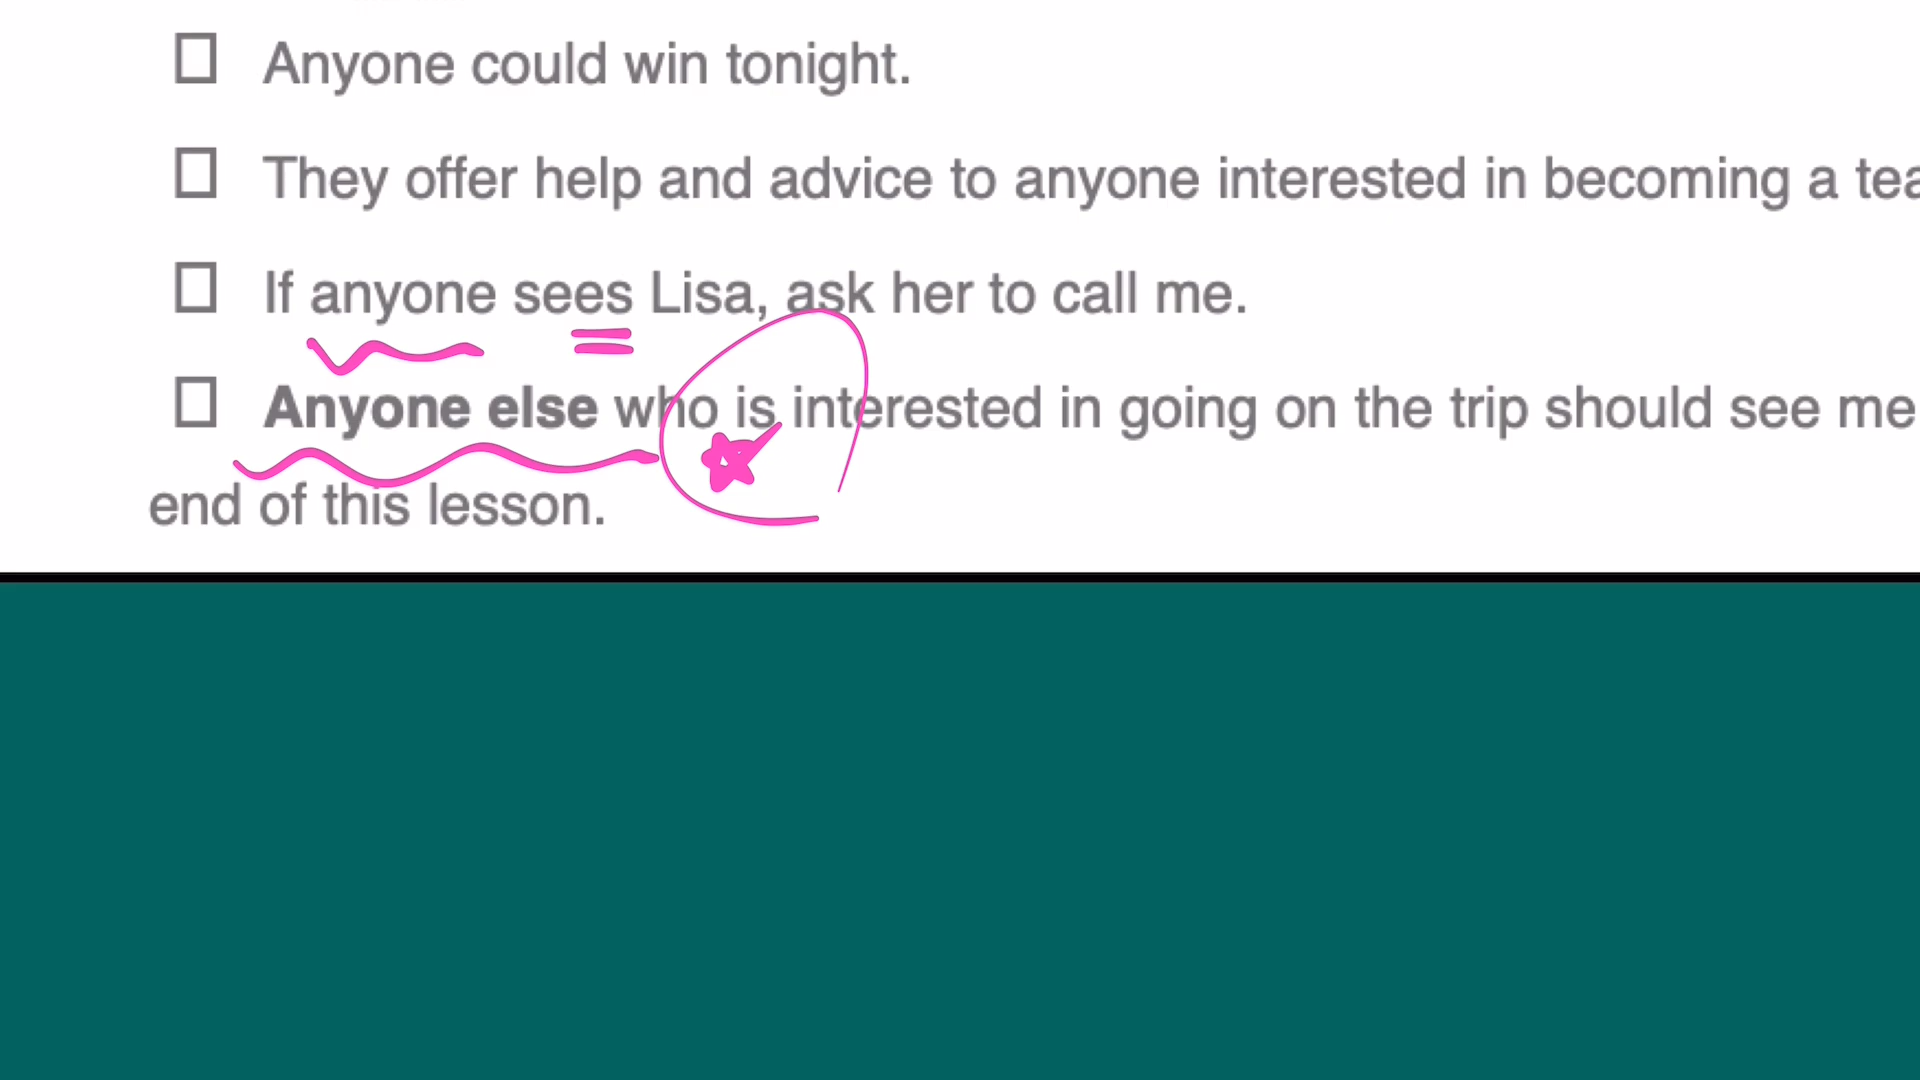 Anyone could win tonight.
They offer help and advice to anyone interested in becoming a
If anyone sees Lisa, ask her to call me.
Anyone else who is interested in going on the trip should see me
end of this lesson.